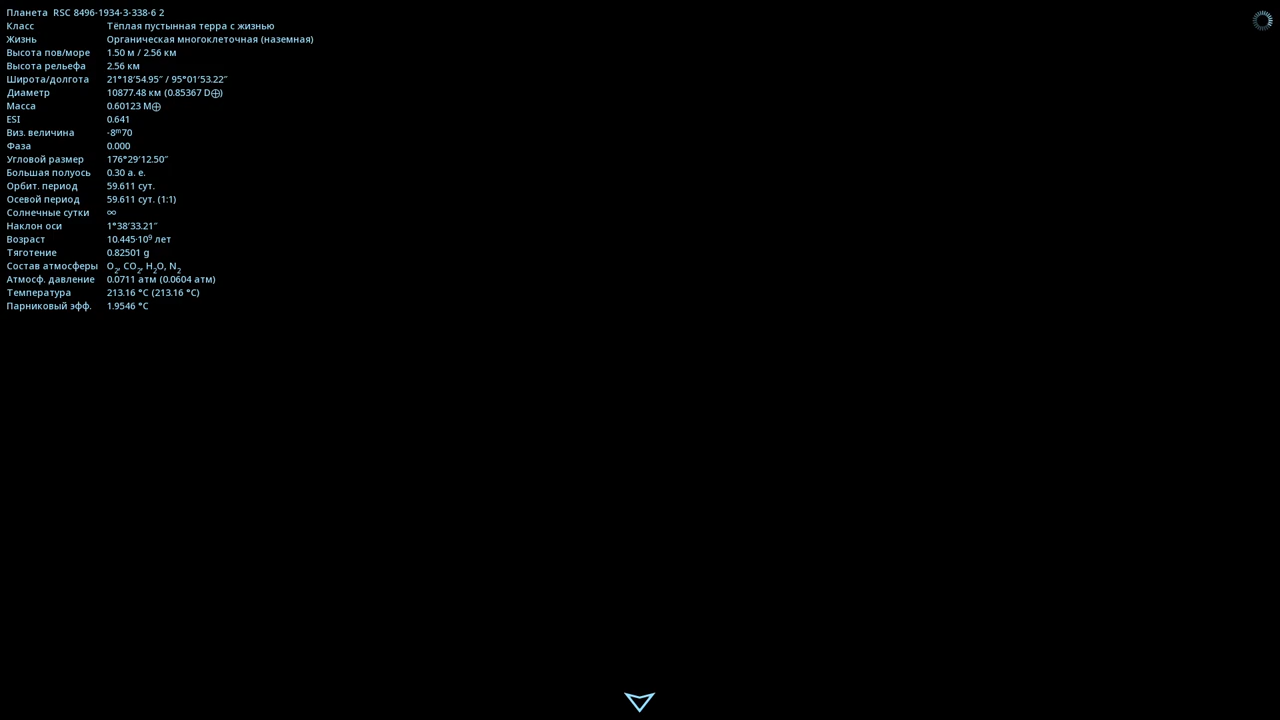 Планета RSC 8496-1934-3-338-6 2
Класс Тёплая пустынная терра с жизнью
Жизнь Органическая многоклеточная (наземная)
Высота пов/море 1.50 м / 2.56 км
Высота рельефа 2.56 км
Широта/долгота 21°18′54.95″ / 95°01′53.22″
Диаметр 10877.48 км (0.85367 D⊕)
Масса 0.60123 M⊕
ESI 0.641
Виз. величина -8ᵐ70
Фаза 0.000
Угловой размер 176°29′12.50″
Большая полуось 0.30 а. е.
Орбит. период 59.611 сут.
Осевой период 59.611 сут. (1:1)
Солнечные сутки ∞
Наклон оси 1°38′33.21″
Возраст 10.445·10⁹ лет
Тяготение 0.82501 g
Состав атмосферы O₂, CO₂, H₂O, N₂
Атмосф. давление 0.0711 атм (0.0604 атм)
Температура 213.16 °C (213.16 °C)
Парниковый эфф. 1.9546 °C